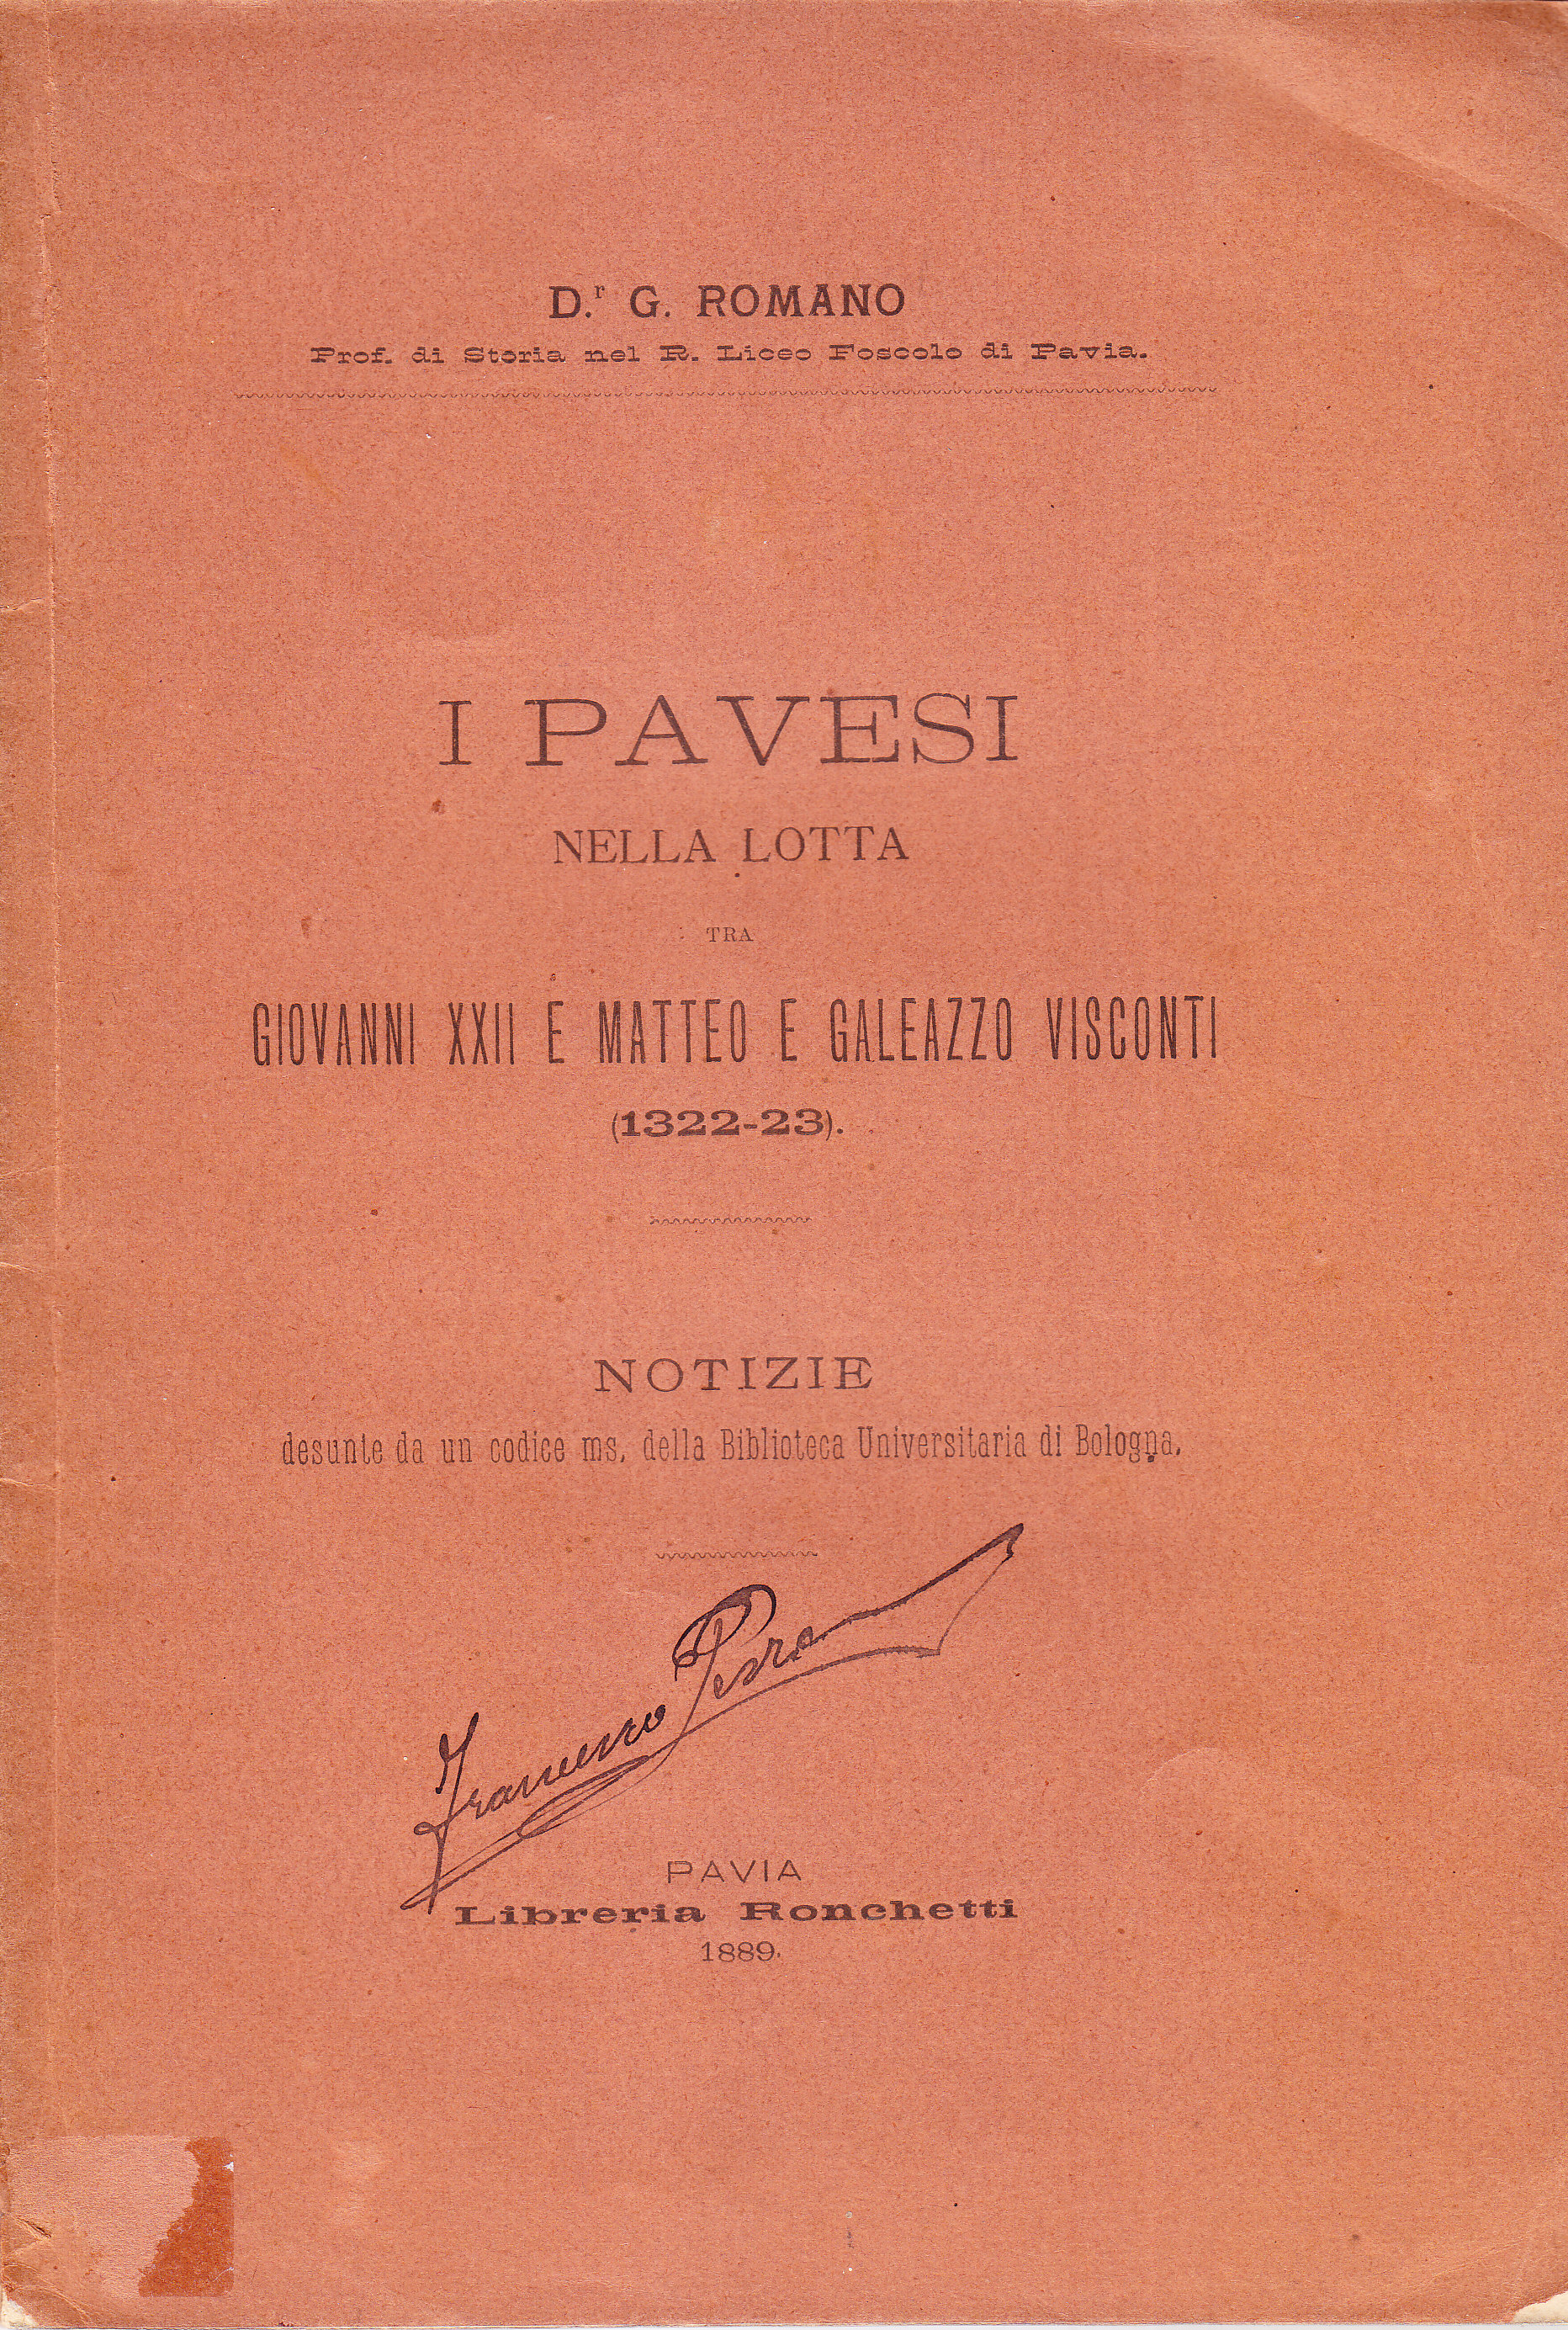 D.r G. ROMANO
Prof. di Storia nel R. Liceo Foscolo di Pavia.
I PAVESI
NELLA LOTTA
TRA
GIOVANNI XXII E MATTEO E GALEAZZO VISCONTI
(1322-23).
NOTIZIE
desunte da un codice ms. della Biblioteca Universitaria di Bologna.
Francesco
PAVIA
Libreria Ronchetti
1889.